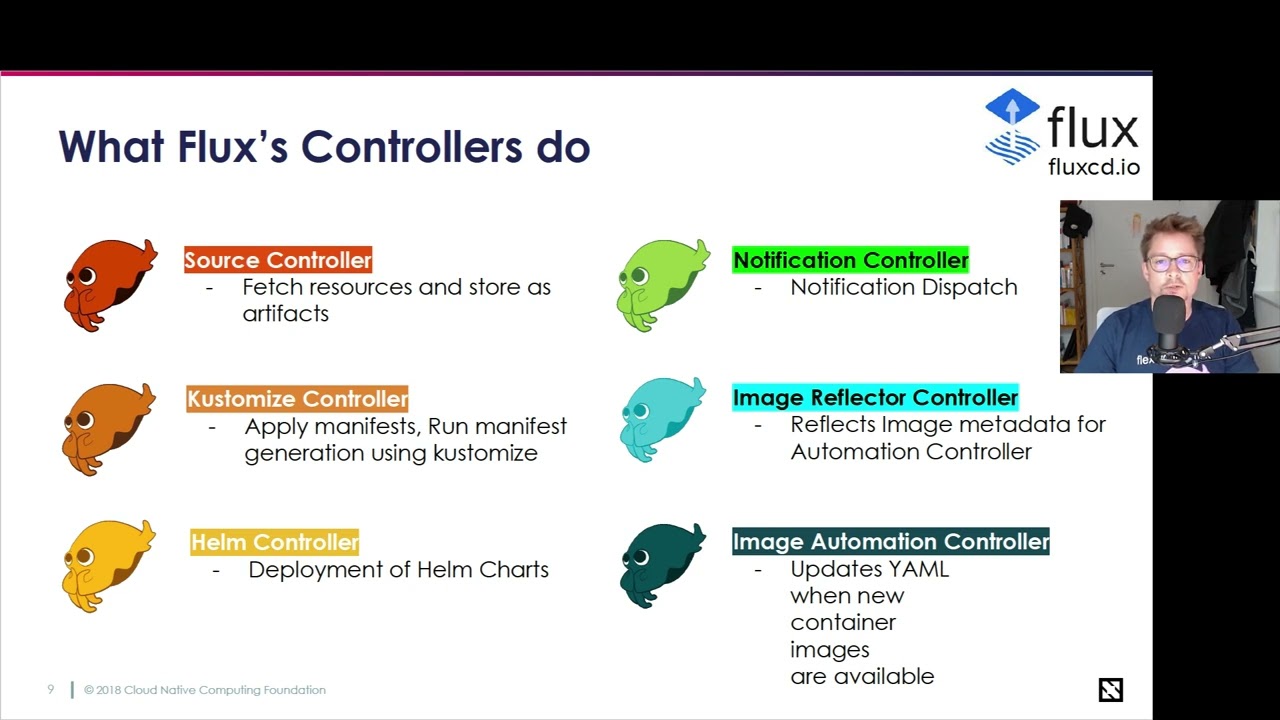 What Flux's Controllers do
flux
fluxcd.io
Source Controller
- Fetch resources and store as
artifacts
Kustomize Controller
- Apply manifests, Run manifest
generation using kustomize
Helm Controller
- Deployment of Helm Charts
Notification Controller
- Notification Dispatch
Image Reflector Controller
- Reflects Image metadata for
Automation Controller
Image Automation Controller
- Updates YAML
when new
container
images
are available
9
© 2018 Cloud Native Computing Foundation